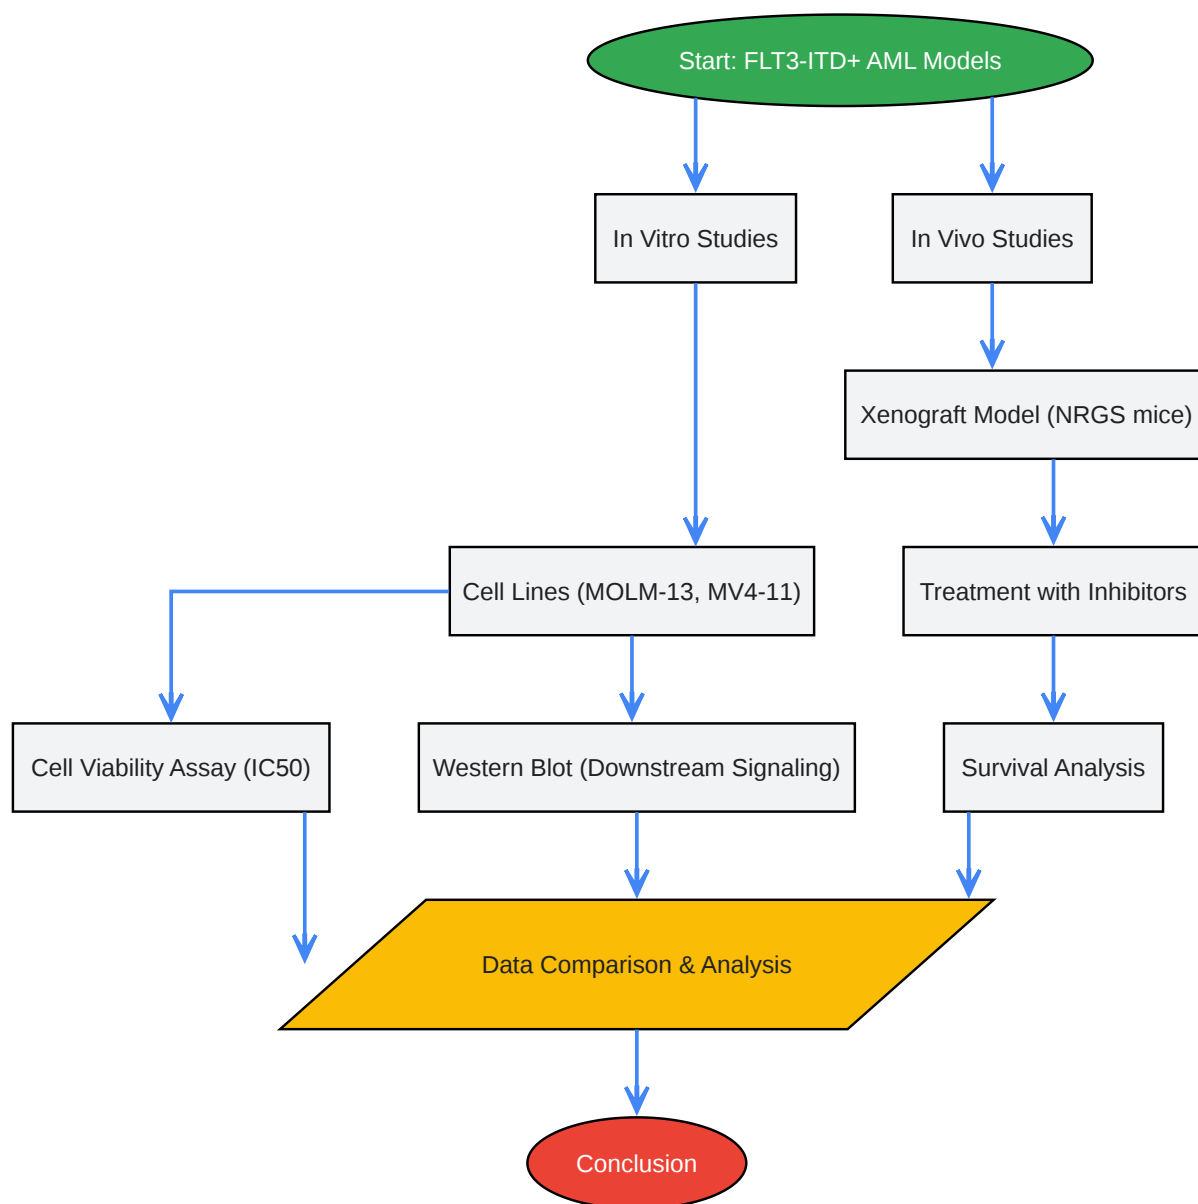 Start: FLT3-ITD+ AML Models
In Vitro Studies
In Vivo Studies
Xenograft Model (NRGS mice)
Cell Lines (MOLM-13, MV4-11)
Treatment with Inhibitors
Cell Viability Assay (IC50)
Western Blot (Downstream Signaling)
Survival Analysis
Data Comparison & Analysis
Conclusion